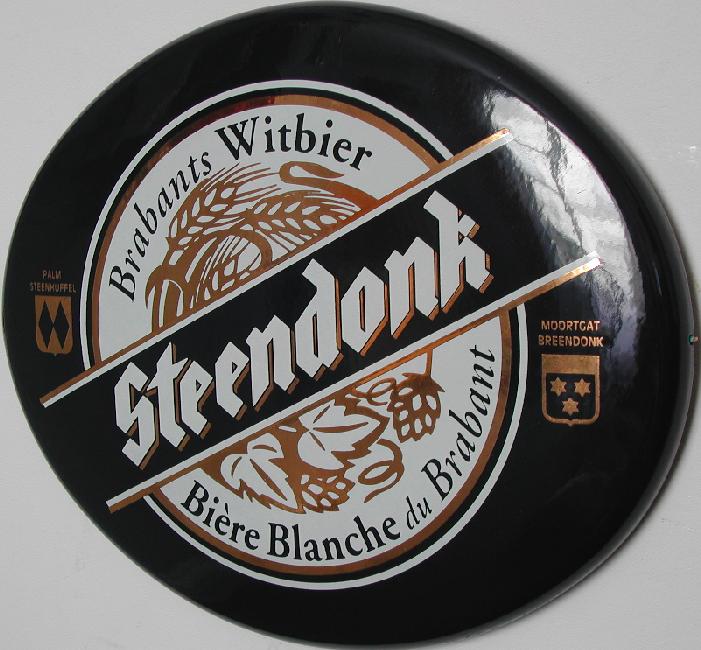 Brabants Witbier
Steendonk
Bière Blanche du Brabant
PALM
STEENHUFFEL
MOORTGAT
BREENDONK